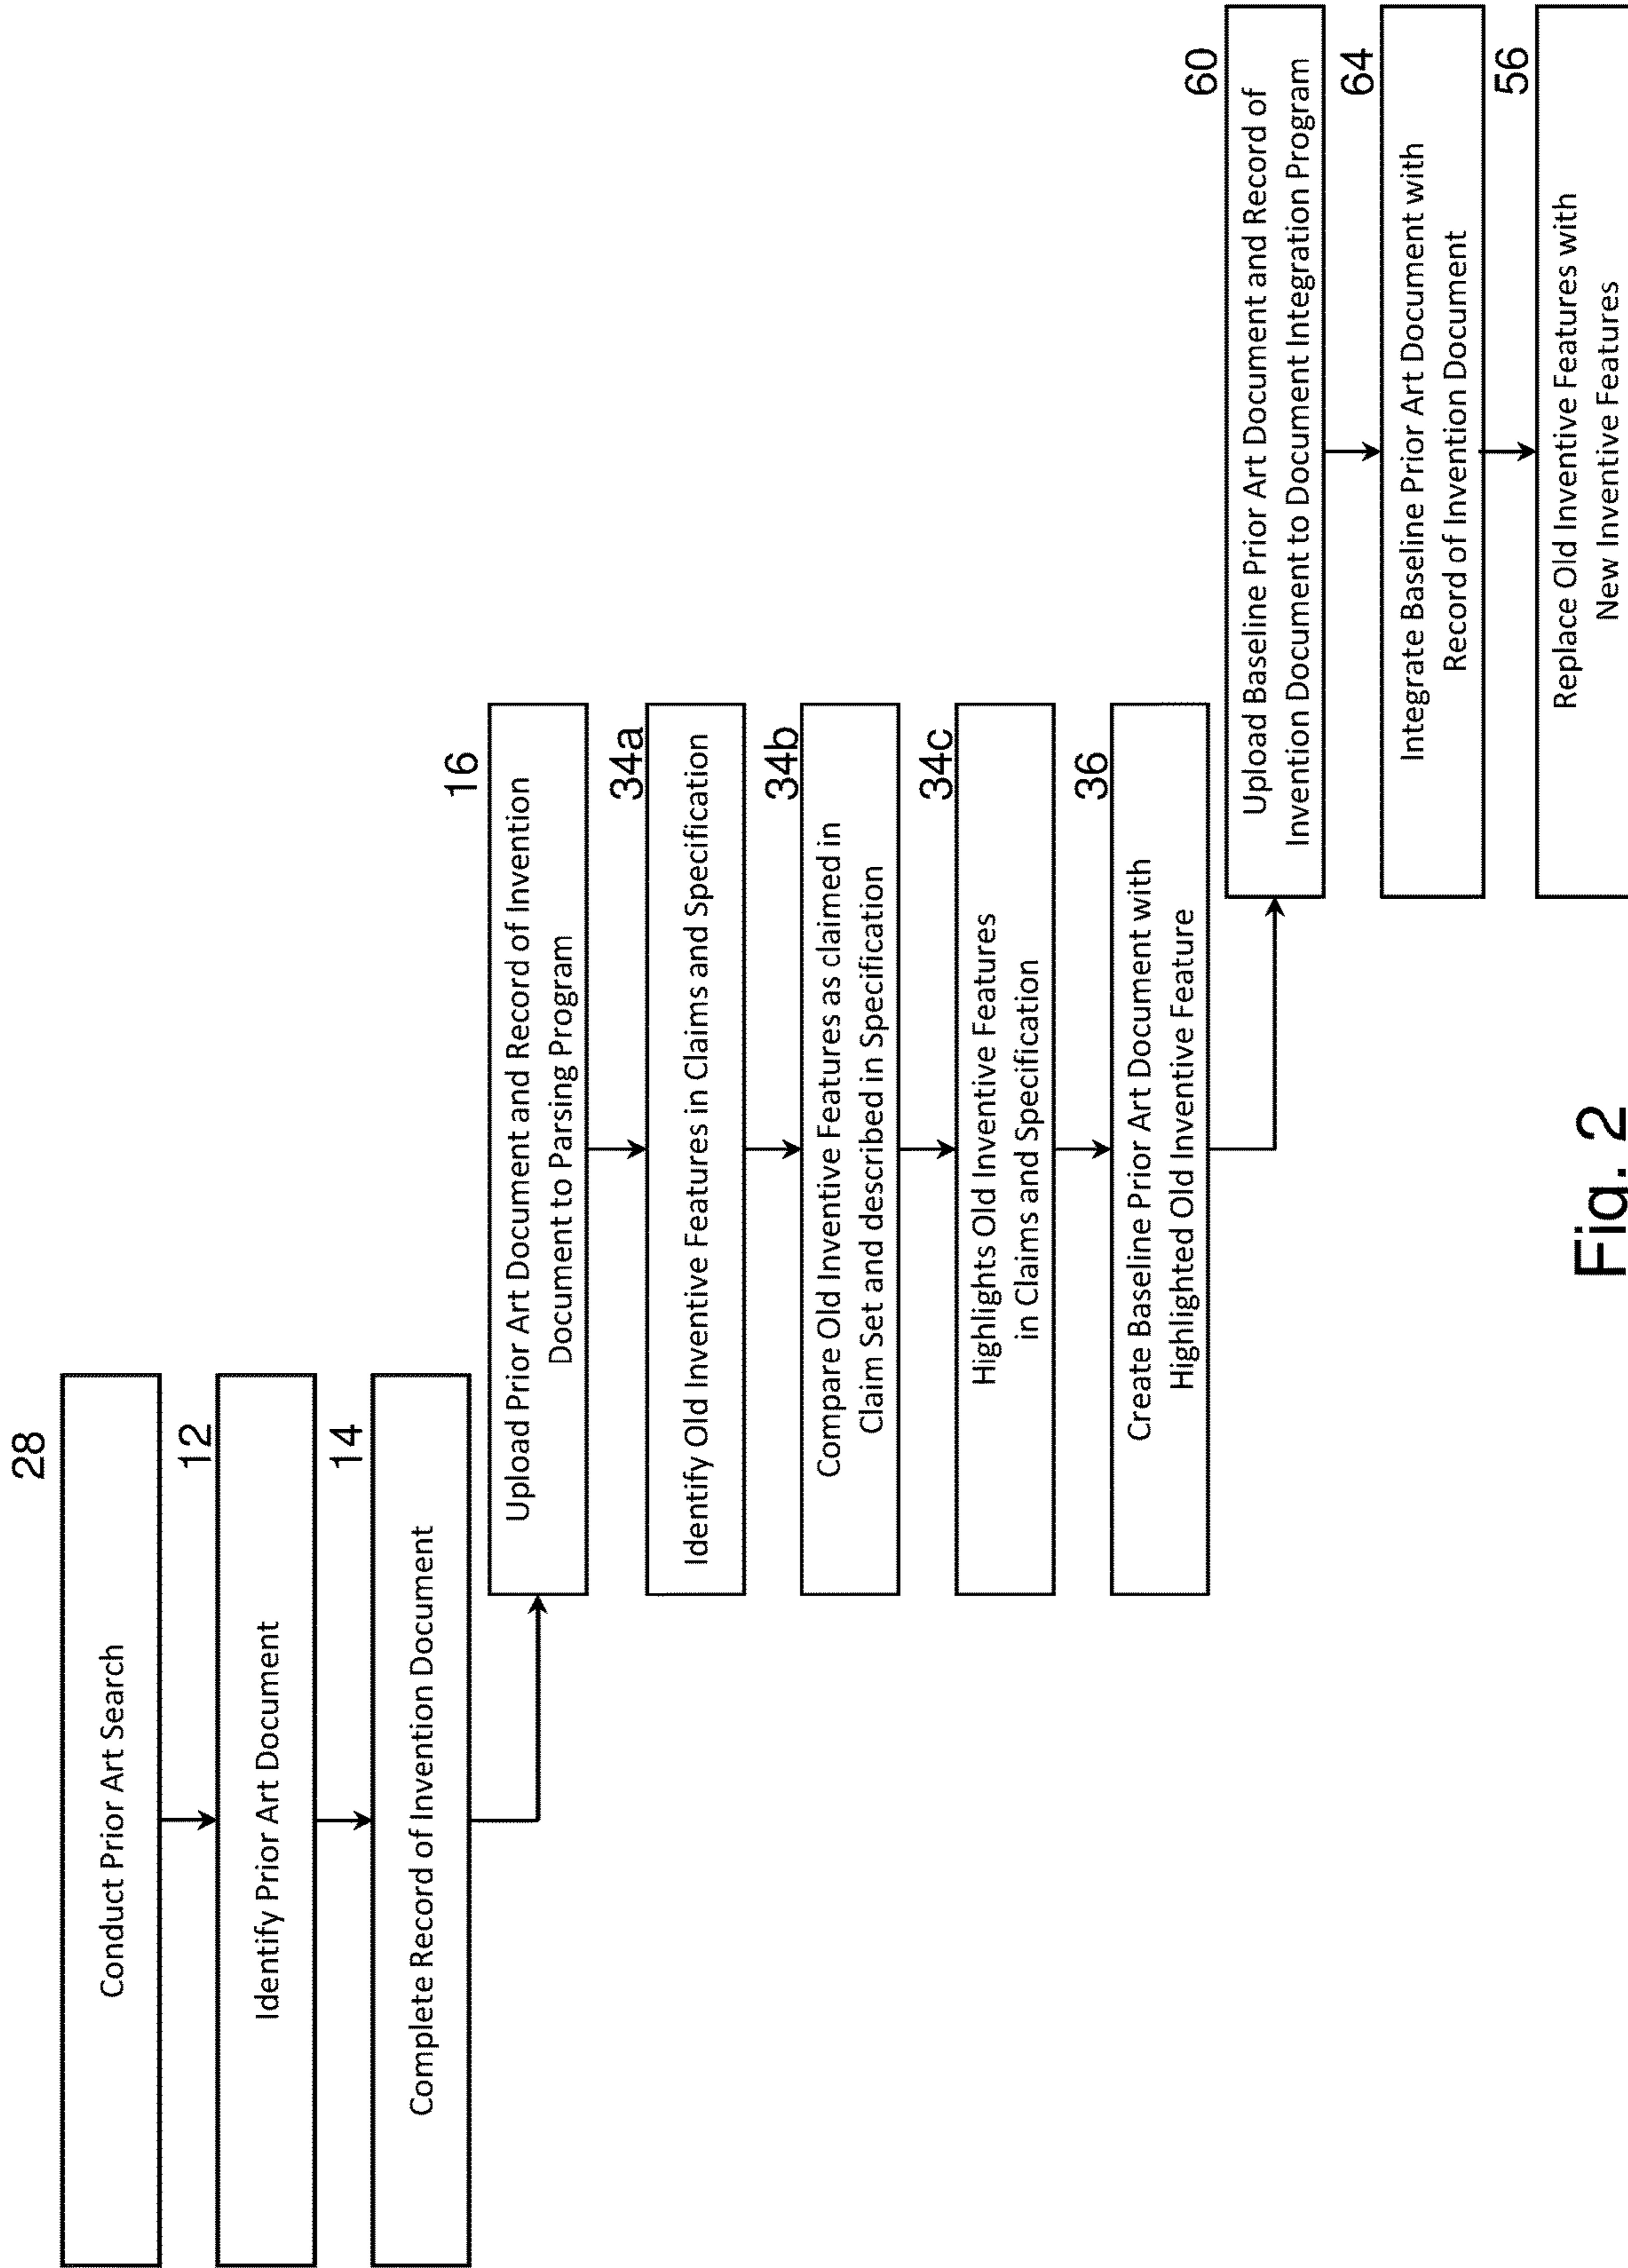 28
Conduct Prior Art Search
12
Identify Prior Art Document
14
Complete Record of Invention Document
16
Upload Prior Art Document and Record of Invention
Document to Parsing Program
34a
Identify Old Inventive Features in Claims and Specification
34b
Compare Old Inventive Features as claimed in
Claim Set and described in Specification
34c
Highlights Old Inventive Features
in Claims and Specification
36
Create Baseline Prior Art Document with
Highlighted Old Inventive Feature
60
Upload Baseline Prior Art Document and Record of
Invention Document to Document Integration Program
64
Integrate Baseline Prior Art Document with
Record of Invention Document
56
Replace Old Inventive Features with
New Inventive Features
Fig. 2